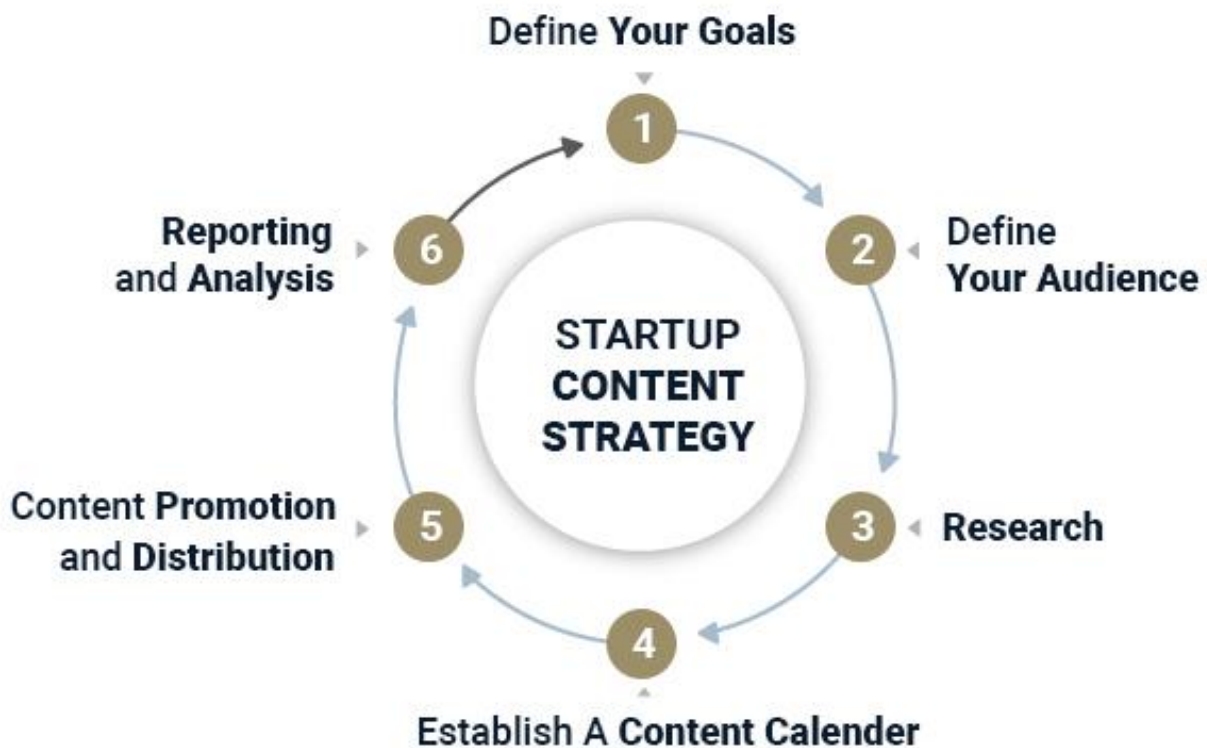 Define Your Goals
1
2
Define
Your Audience
3
Research
4
Establish A Content Calender
5
Content Promotion
and Distribution
6
Reporting
and Analysis
STARTUP
CONTENT
STRATEGY